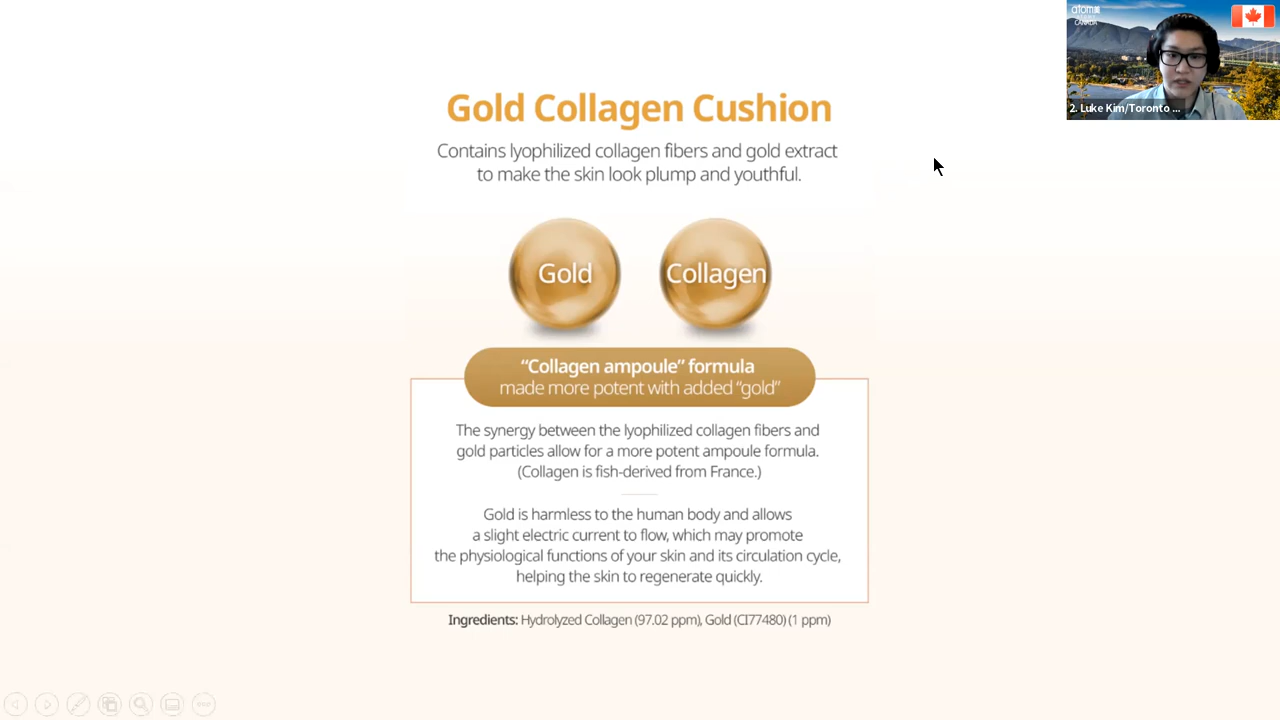 Gold Collagen Cushion
Contains lyophilized collagen fibers and gold extract
to make the skin look plump and youthful.
Gold
Collagen
“Collagen ampoule” formula
made more potent with added “gold”
The synergy between the lyophilized collagen fibers and
gold particles allow for a more potent ampoule formula.
(Collagen is fish-derived from France.)
Gold is harmless to the human body and allows
a slight electric current to flow, which may promote
the physiological functions of your skin and its circulation cycle,
helping the skin to regenerate quickly.
Ingredients: Hydrolyzed Collagen (97.02 ppm), Gold (CI77480) (1 ppm)
CANADA
2. Luke Kim/Toronto ...